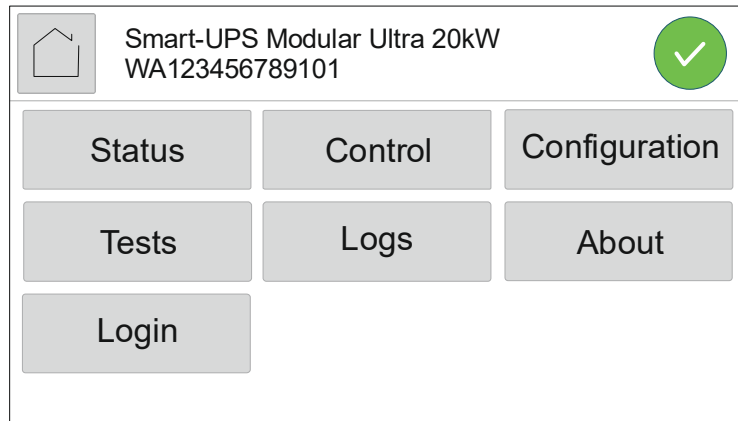 Smart-UPS Modular Ultra 20kW
WA123456789101
Status
Control
Configuration
Tests
Logs
About
Login